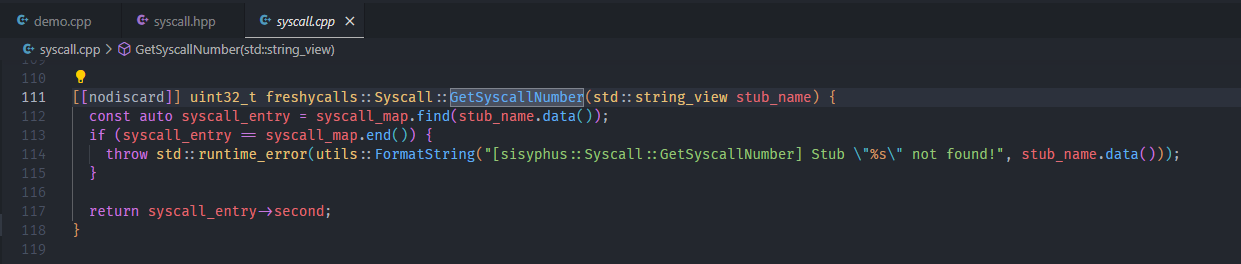 demo.cpp syscall.hpp syscall.cpp ×
syscall.cpp > GetSyscallNumber(std::string_view)
109
110
111 [[nodiscard]] uint32_t freshycalls::Syscall::GetSyscallNumber(std::string_view stub_name) {
112 const auto syscall_entry = syscall_map.find(stub_name.data());
113 if (syscall_entry == syscall_map.end()) {
114 throw std::runtime_error(utils::FormatString("[sisyphus::Syscall::GetSyscallNumber] Stub \"%s\" not found!", stub_name.data()));
115 }
116
117 return syscall_entry->second;
118 }
119